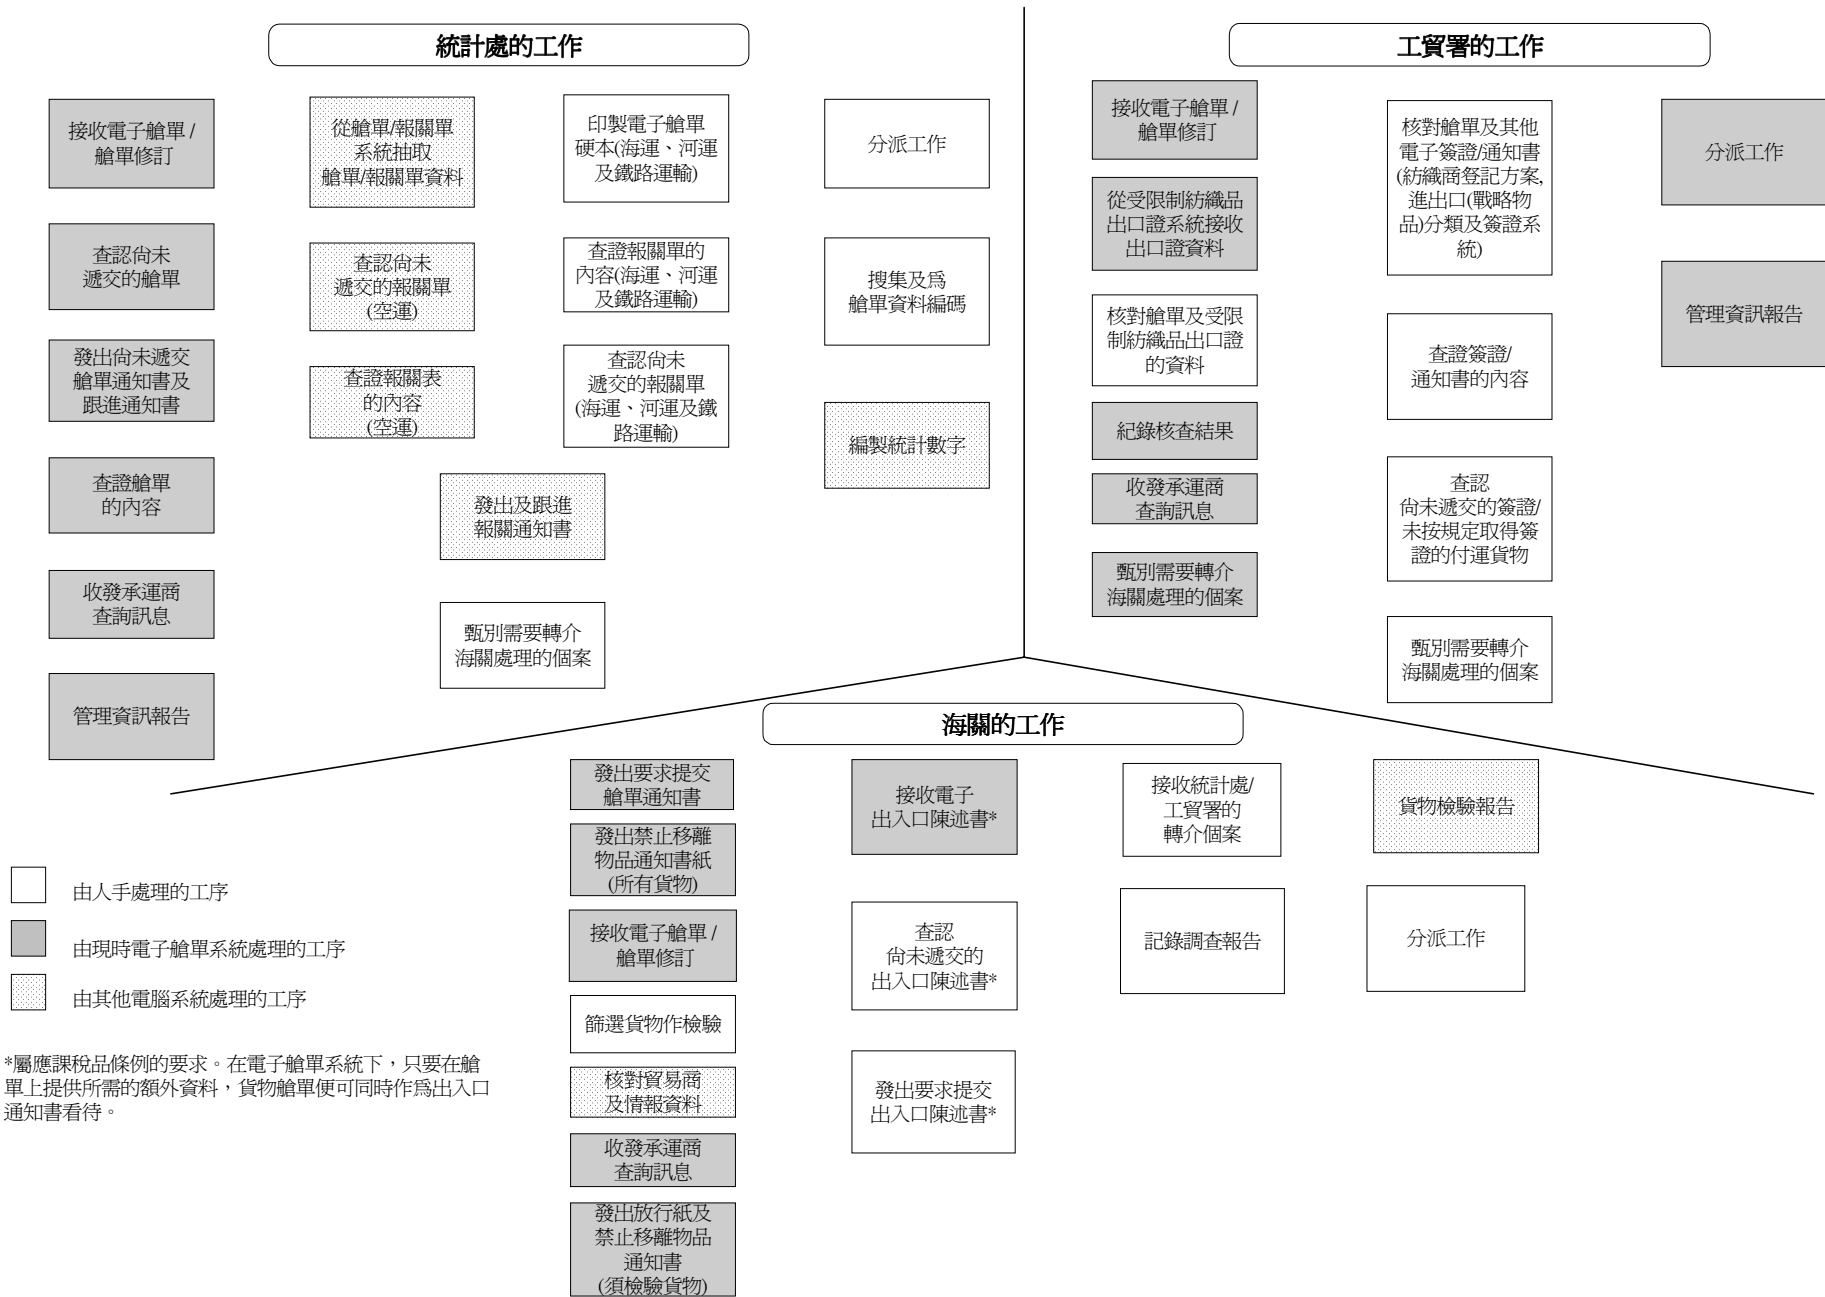 統計處的工作
接收電子艙單 /
艙單修訂
查認尚未
遞交的艙單
發出尚未遞交
艙單通知書及
跟進通知書
查證艙單
的內容
收發承運商
查詢訊息
管理資訊報告
從艙單/報關單
系統抽取
艙單/報關單資料
查認尚未
遞交的報關單
(空運)
查證報關表
的內容
(空運)
印製電子艙單
硬本(海運、河運
及鐵路運輸)
查證報關單的
內容(海運、河運
及鐵路運輸)
查認尚未
遞交的報關單
(海運、河運及鐵
路運輸)
發出及跟進
報關通知書
甄別需要轉介
海關處理的個案
分派工作
搜集及為
艙單資料編碼
編製統計數字
工貿署的工作
接收電子艙單 /
艙單修訂
從受限制紡織品
出口證系統接收
出口證資料
核對艙單及受限
制紡織品出口證
的資料
紀錄核查結果
收發承運商
查詢訊息
甄別需要轉介
海關處理的個案
核對艙單及其他
電子簽證/通知書
(紡織商登記方案,
進出口(戰略物
品)分類及簽證系
統)
查證簽證/
通知書的內容
查認
尚未遞交的簽證/
未按規定取得簽
證的付運貨物
甄別需要轉介
海關處理的個案
分派工作
管理資訊報告
海關的工作
發出要求提交
艙單通知書
發出禁止移離
物品通知書紙
(所有貨物)
接收電子艙單 /
艙單修訂
篩選貨物作檢驗
核對貿易商
及情報資料
收發承運商
查詢訊息
發出放行紙及
禁止移離物品
通知書
(須檢驗貨物)
接收電子
出入口陳述書*
查認
尚未遞交的
出入口陳述書*
發出要求提交
出入口陳述書*
接收統計處/
工貿署的
轉介個案
記錄調查報告
貨物檢驗報告
分派工作
由人手處理的工序
由現時電子艙單系統處理的工序
由其他電腦系統處理的工序
*屬應課稅品條例的要求。在電子艙單系統下，只要在艙
單上提供所需的額外資料，貨物艙單便可同時作為出入口
通知書看待。